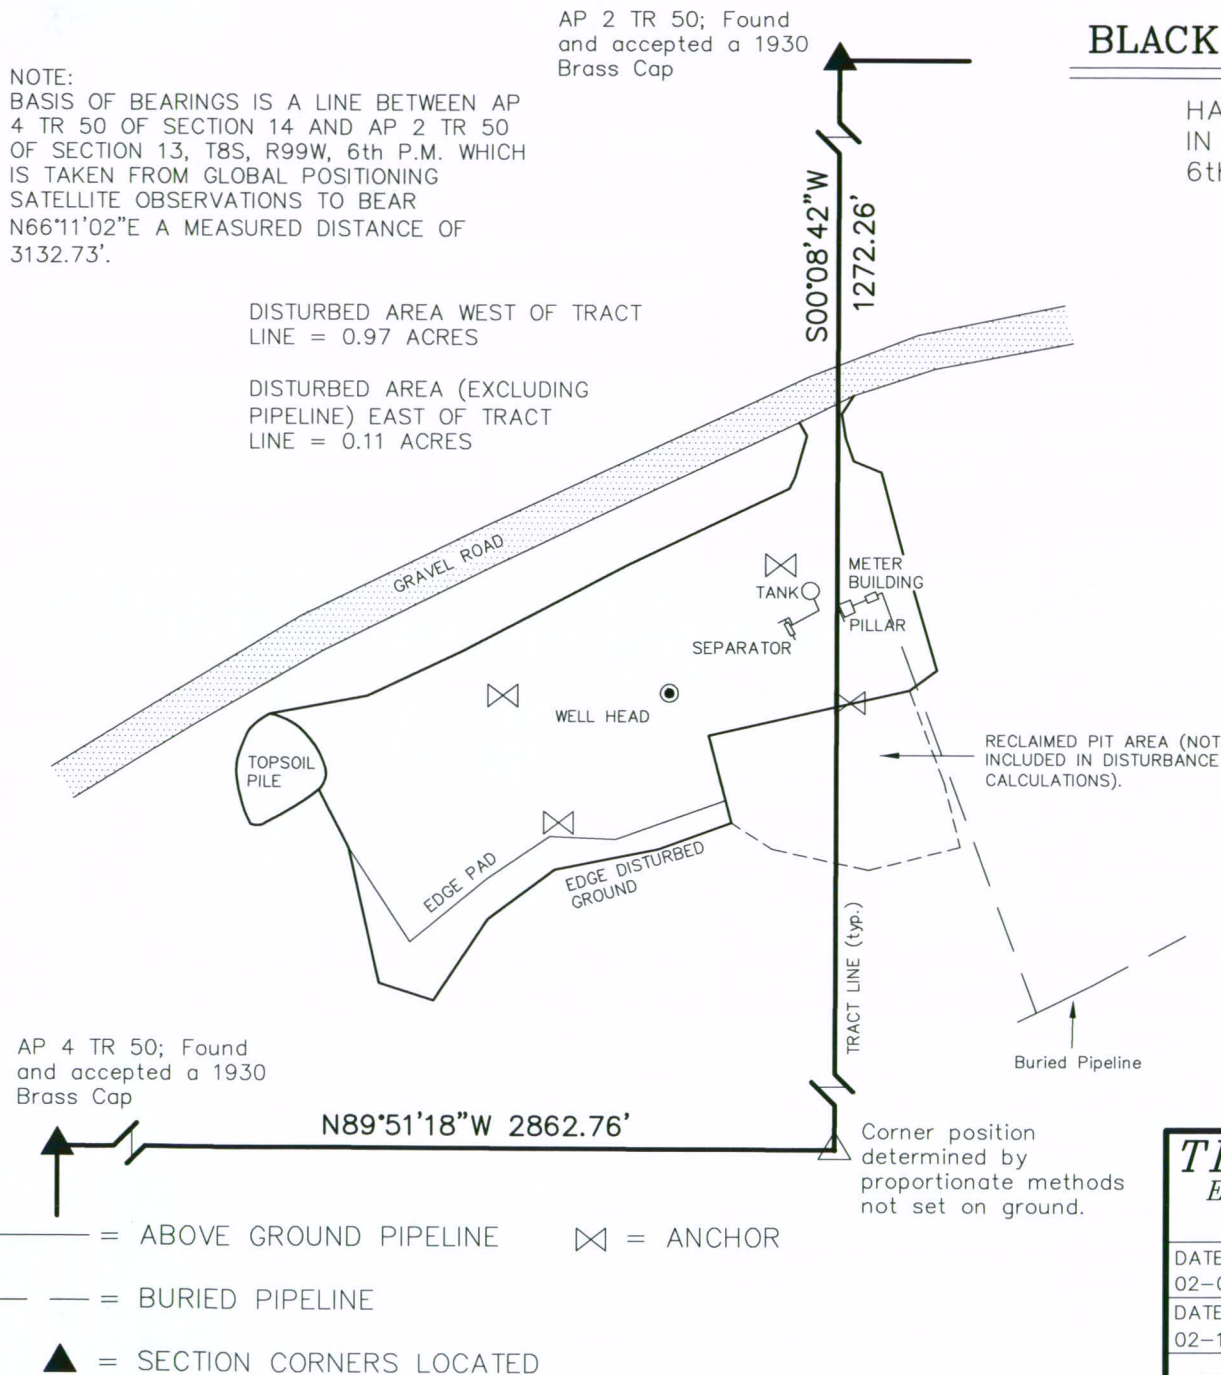 AP 2 TR 50; Found
and accepted a 1930
Brass Cap
BLACK
HA
IN
6th
NOTE:
BASIS OF BEARINGS IS A LINE BETWEEN AP
4 TR 50 OF SECTION 14 AND AP 2 TR 50
OF SECTION 13, T8S, R99W, 6th P.M. WHICH
IS TAKEN FROM GLOBAL POSITIONING
SATELLITE OBSERVATIONS TO BEAR
N66°11'02"E A MEASURED DISTANCE OF
3132.73'.
S00°08'42"W
1272.26'
DISTURBED AREA WEST OF TRACT
LINE = 0.97 ACRES
DISTURBED AREA (EXCLUDING
PIPELINE) EAST OF TRACT
LINE = 0.11 ACRES
GRAVEL ROAD
METER
BUILDING
TANK
PILLAR
SEPARATOR
WELL HEAD
TOPSOIL
PILE
RECLAIMED PIT AREA (NOT
INCLUDED IN DISTURBANCE
CALCULATIONS).
EDGE PAD
EDGE DISTURBED
GROUND
TRACT LINE (typ.)
Buried Pipeline
AP 4 TR 50; Found
and accepted a 1930
Brass Cap
N89°51'18"W 2862.76'
Corner position
determined by
proportionate methods
not set on ground.
= ABOVE GROUND PIPELINE
= ANCHOR
= BURIED PIPELINE
= SECTION CORNERS LOCATED
DATE
02-
DATE
02-1